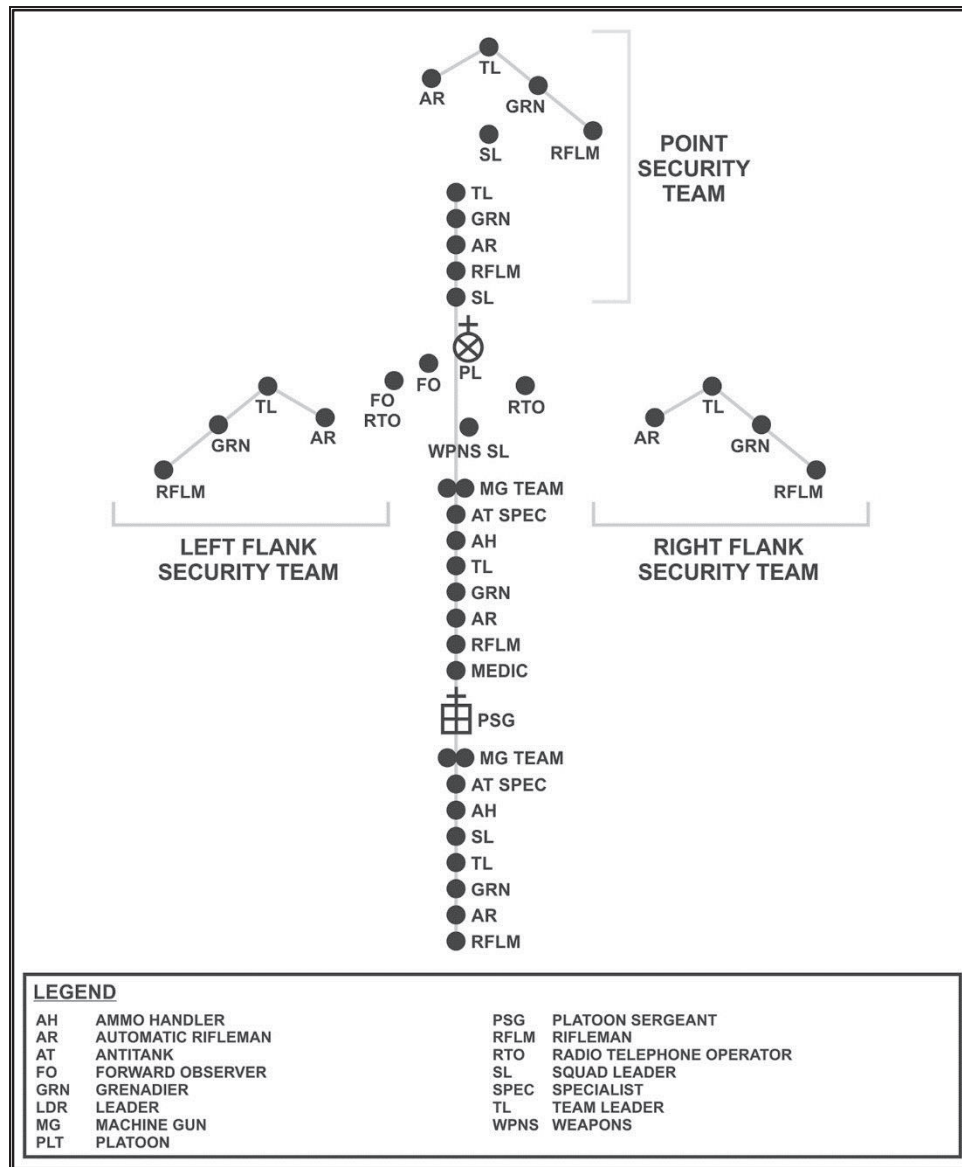 TL
AR
GRN
SL
RFLM
POINT
SECURITY
TEAM
TL
GRN
AR
RFLM
SL
PL
FO
FO
RTO
RTO
TL
GRN
AR
RFLM
LEFT FLANK
SECURITY TEAM
TL
AR
GRN
RFLM
RIGHT FLANK
SECURITY TEAM
WPNS SL
MG TEAM
AT SPEC
AH
TL
GRN
AR
RFLM
MEDIC
PSG
MG TEAM
AT SPEC
AH
SL
TL
GRN
AR
RFLM
LEGEND
AH AMMO HANDLER
AR AUTOMATIC RIFLEMAN
AT ANTITANK
FO FORWARD OBSERVER
GRN GRENADIER
LDR LEADER
MG MACHINE GUN
PLT PLATOON
PSG PLATOON SERGEANT
RFLM RIFLEMAN
RTO RADIO TELEPHONE OPERATOR
SL SQUAD LEADER
SPEC SPECIALIST
TL TEAM LEADER
WPNS WEAPONS